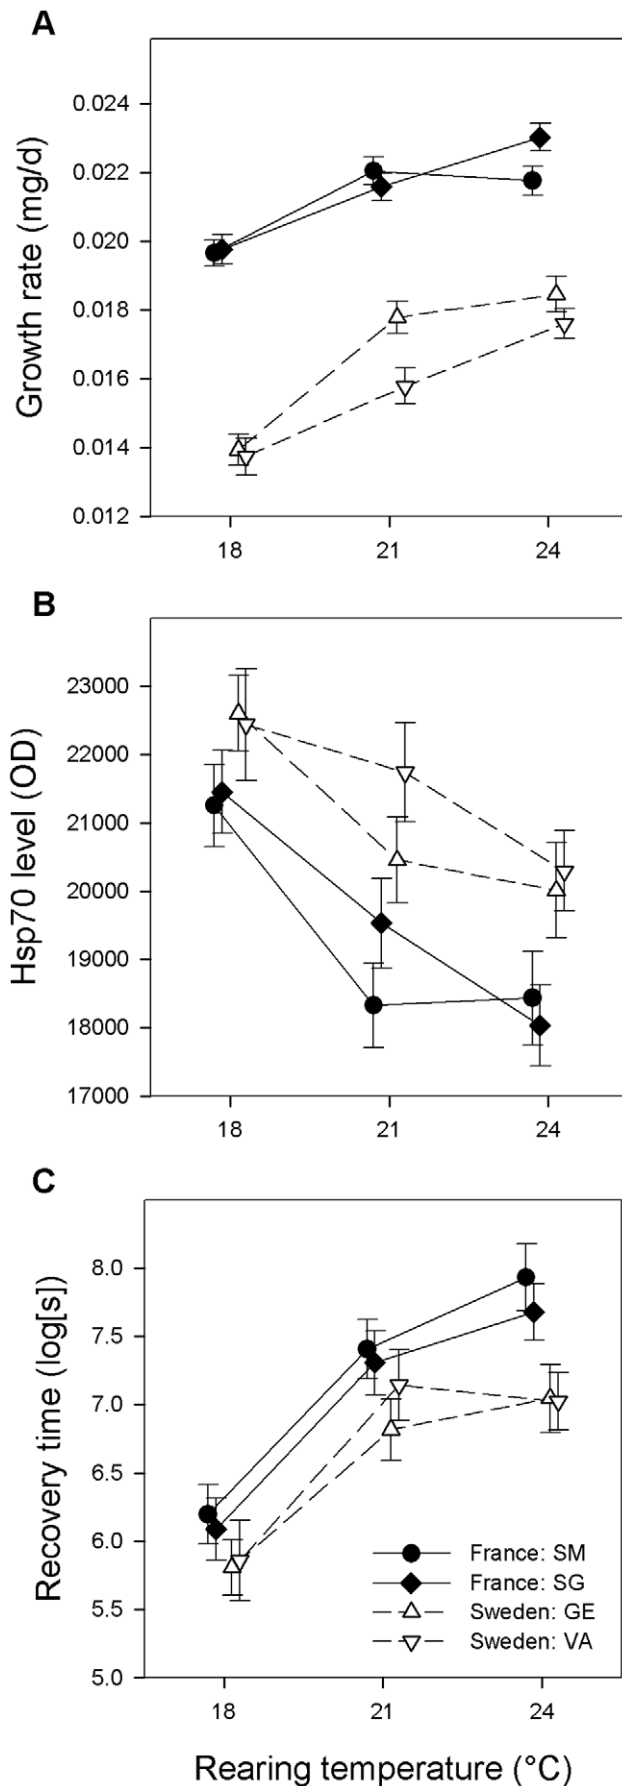 A
Growth rate (mg/d)
0.024
0.022
0.020
0.018
0.016
0.014
0.012
18 21 24
B
Hsp70 level (OD)
23000
22000
21000
20000
19000
18000
17000
18 21 24
C
Recovery time (log[s])
8.0
7.5
7.0
6.5
6.0
5.5
5.0
France: SM
France: SG
Sweden: GE
Sweden: VA
18 21 24
Rearing temperature (°C)